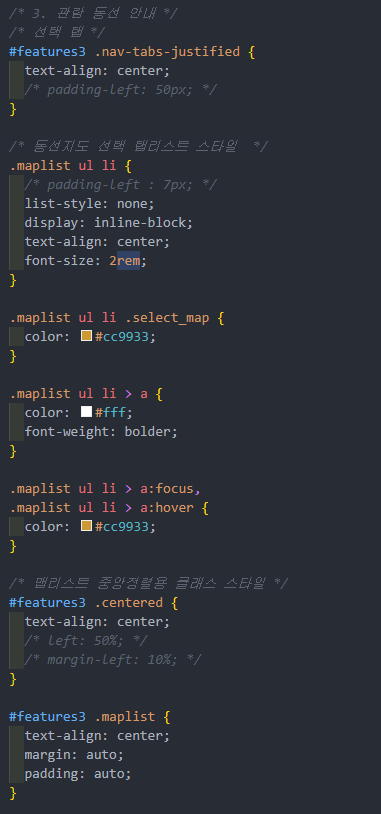 /* 3. 관람 동선 안내 */
/* 선택 탭 */
#features3 .nav-tabs-justified {
  text-align: center;
  /* padding-left: 50px; */
}

/* 동선지도 선택 탭리스트 스타일  */
.maplist ul li {
  /* padding-left : 7px; */
  list-style: none;
  display: inline-block;
  text-align: center;
  font-size: 2rem;
}

.maplist ul li .select_map {
  color: #cc9933;
}

.maplist ul li > a {
  color: #fff;
  font-weight: bolder;
}

.maplist ul li > a:focus,
.maplist ul li > a:hover {
  color: #cc9933;
}

/* 맵리스트 중앙정렬용 클래스 스타일 */
#features3 .centered {
  text-align: center;
  /* left: 50%; */
  /* margin-left: 10%; */
}

#features3 .maplist {
  text-align: center;
  margin: auto;
  padding: auto;
}